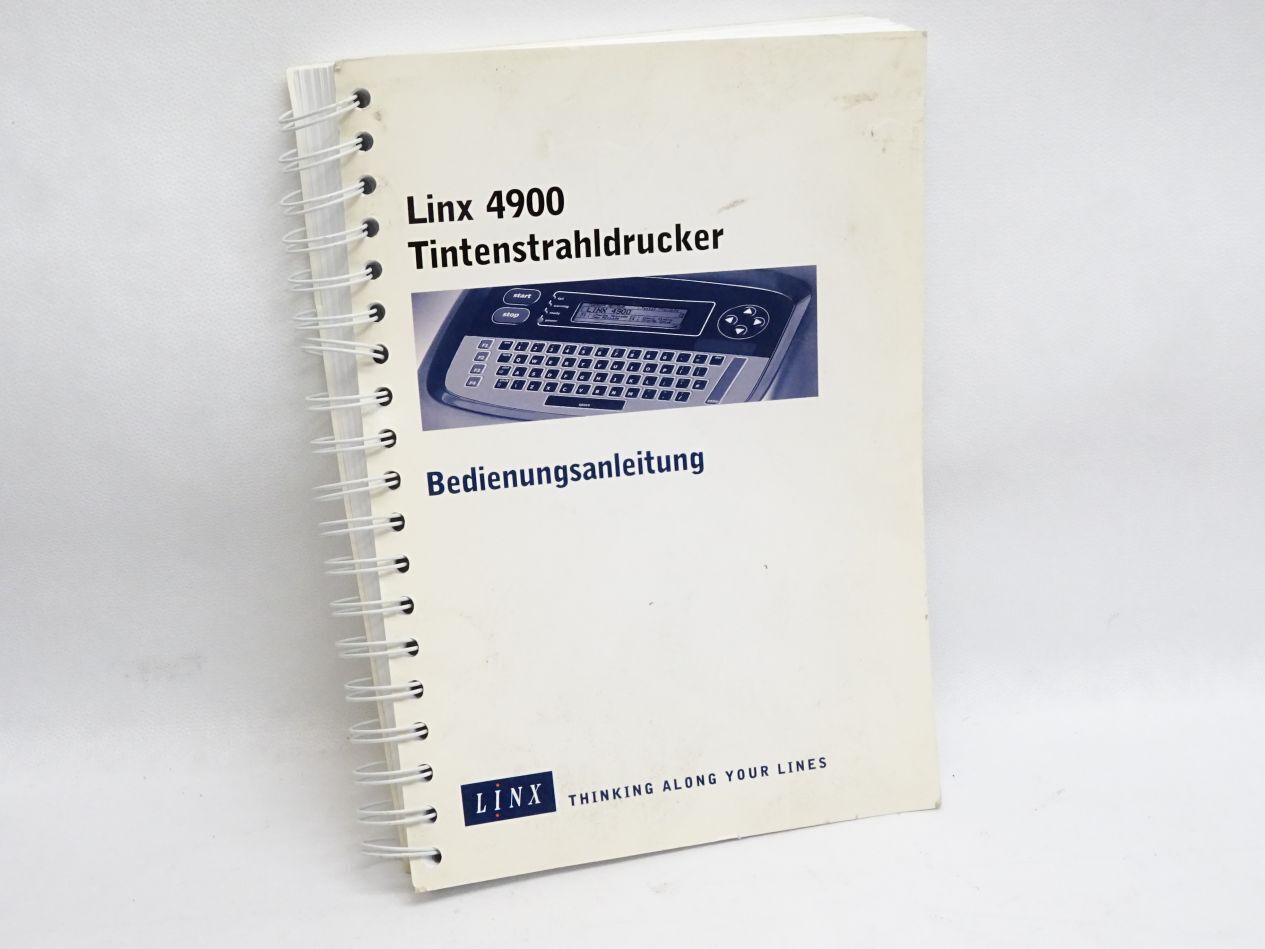 Linx 4900
Tintenstrahldrucker
start
stop
LINX 4900
Bedienungsanleitung
LINX THINKING ALONG YOUR LINES